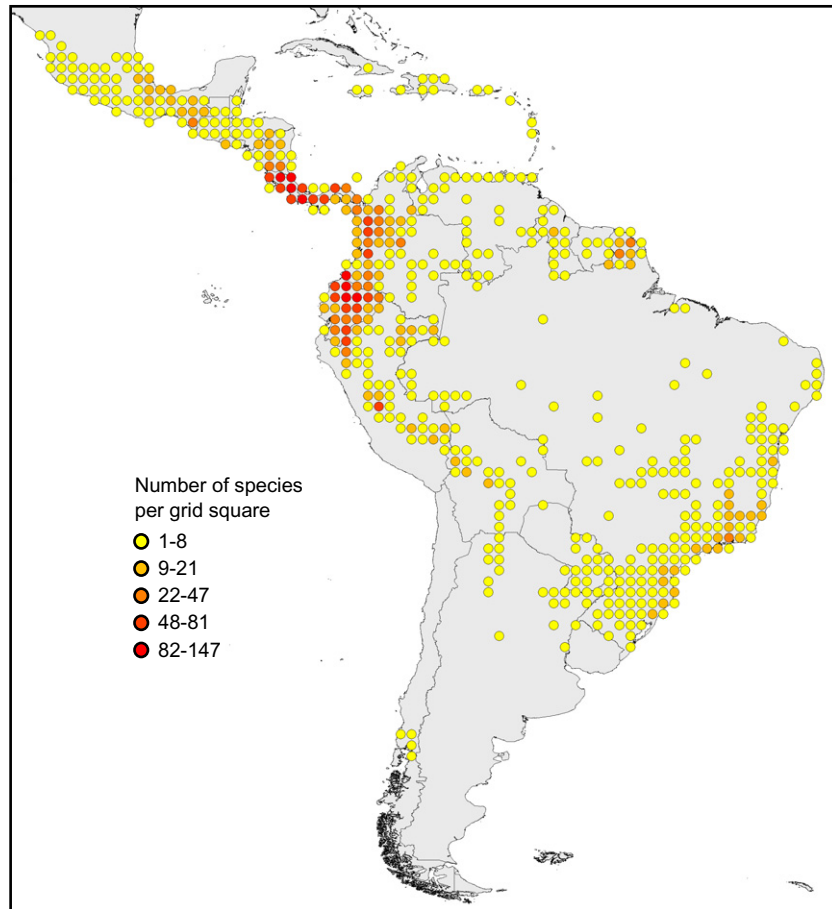 Number of species
per grid square
1-8
9-21
22-47
48-81
82-147